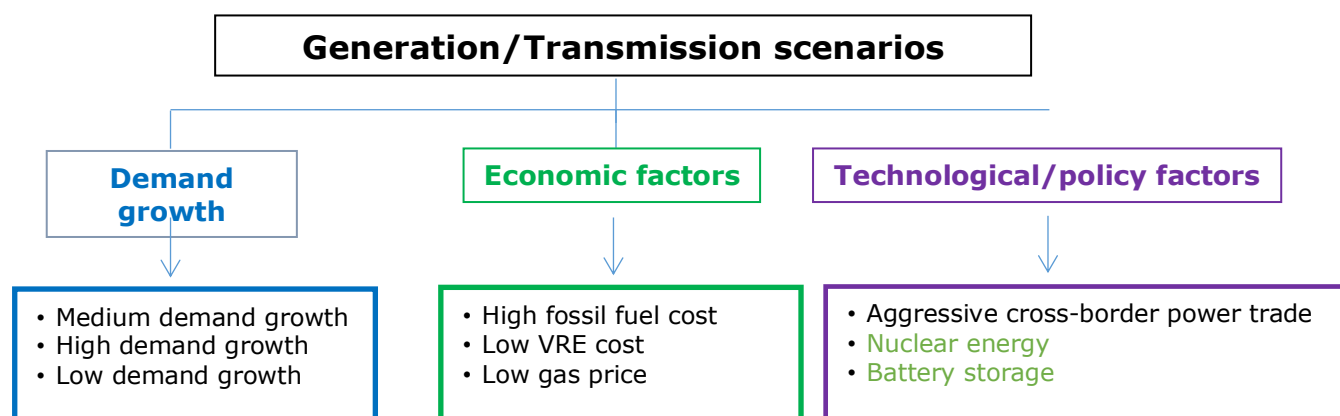 Generation/Transmission scenarios
Demand
growth
Economic factors
Technological/policy factors
• Medium demand growth
• High demand growth
• Low demand growth
• High fossil fuel cost
• Low VRE cost
• Low gas price
• Aggressive cross-border power trade
• Nuclear energy
• Battery storage